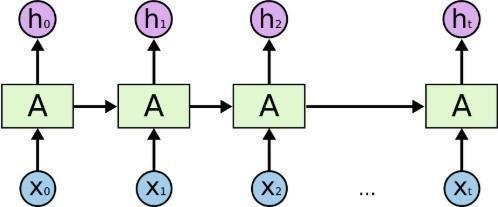 h₀ h₁ h₂ hₜ
A A A A
x₀ x₁ x₂ ... xₜ